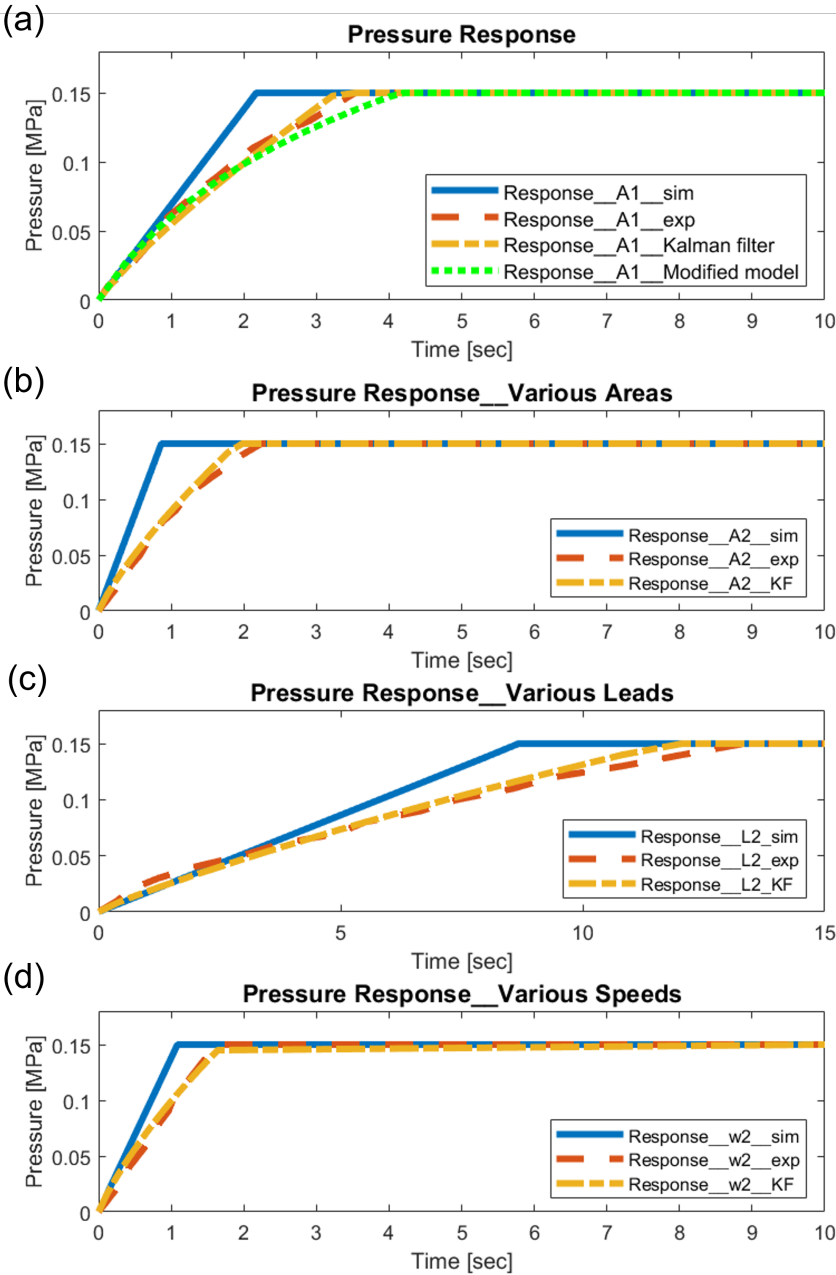 (a)
Pressure Response
Pressure [MPa]
0.15
0.1
0.05
0
0 1 2 3 4 5 6 7 8 9 10
Time [sec]
Response__A1__sim
Response__A1__exp
Response__A1__Kalman filter
Response__A1__Modified model
(b)
Pressure Response__Various Areas
Pressure [MPa]
0.15
0.1
0.05
0
0 1 2 3 4 5 6 7 8 9 10
Time [sec]
Response__A2__sim
Response__A2__exp
Response__A2__KF
(c)
Pressure Response__Various Leads
Pressure [MPa]
0.15
0.1
0.05
0
0 5 10 15
Time [sec]
Response__L2_sim
Response__L2_exp
Response__L2_KF
(d)
Pressure Response__Various Speeds
Pressure [MPa]
0.15
0.1
0.05
0
0 1 2 3 4 5 6 7 8 9 10
Time [sec]
Response__w2__sim
Response__w2__exp
Response__w2__KF